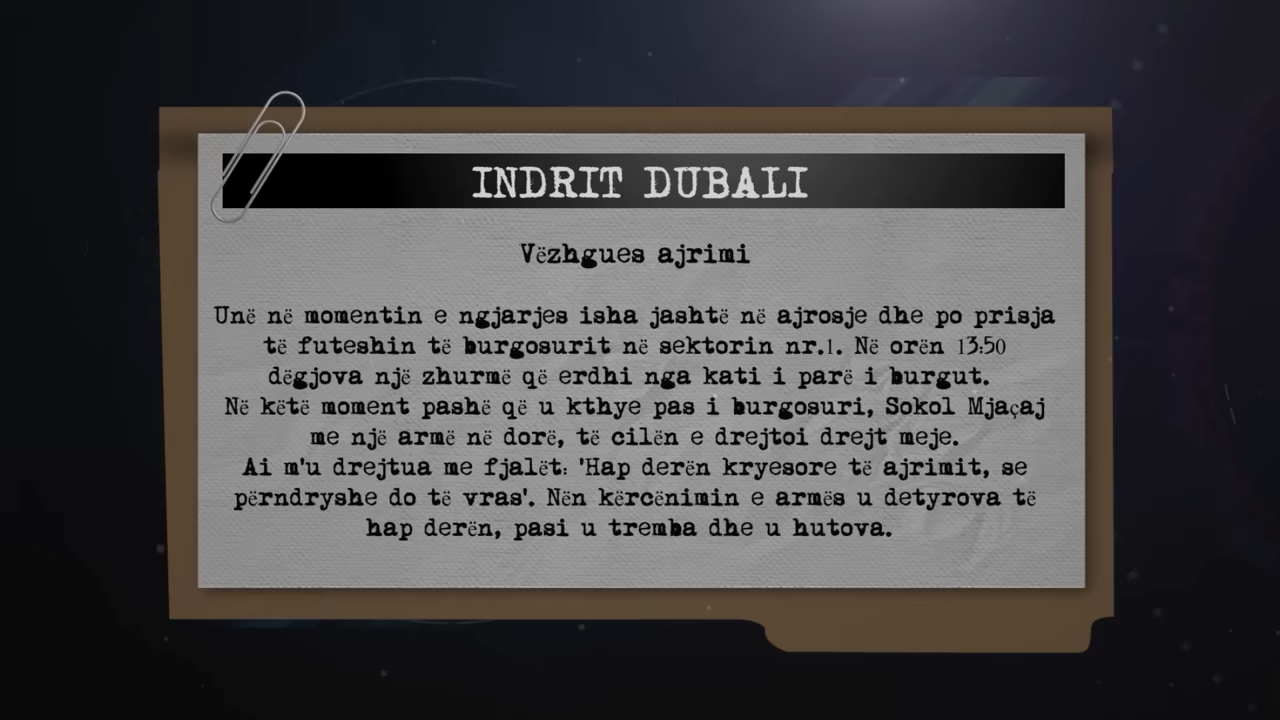 INDRIT DUBALI
Vëzhgues ajrimi
Unë në momentin e ngjarjes isha jashtë në ajrosje dhe po prisja
të futeshin të burgosurit në sektorin nr.1. Në orën 13:50
dëgjova një zhurmë që erdhi nga kati i parë i burgut.
Në këtë moment pashë që u kthye pas i burgosuri, Sokol Mjaçaj
me një armë në dorë, të cilën e drejtoi drejt meje.
Ai m'u drejtua me fjalët: 'Hap derën kryesore të ajrimit, se
përndryshe do të vras'. Nën kërcënimin e armës u detyrova të
hap derën, pasi u tremba dhe u hutova.